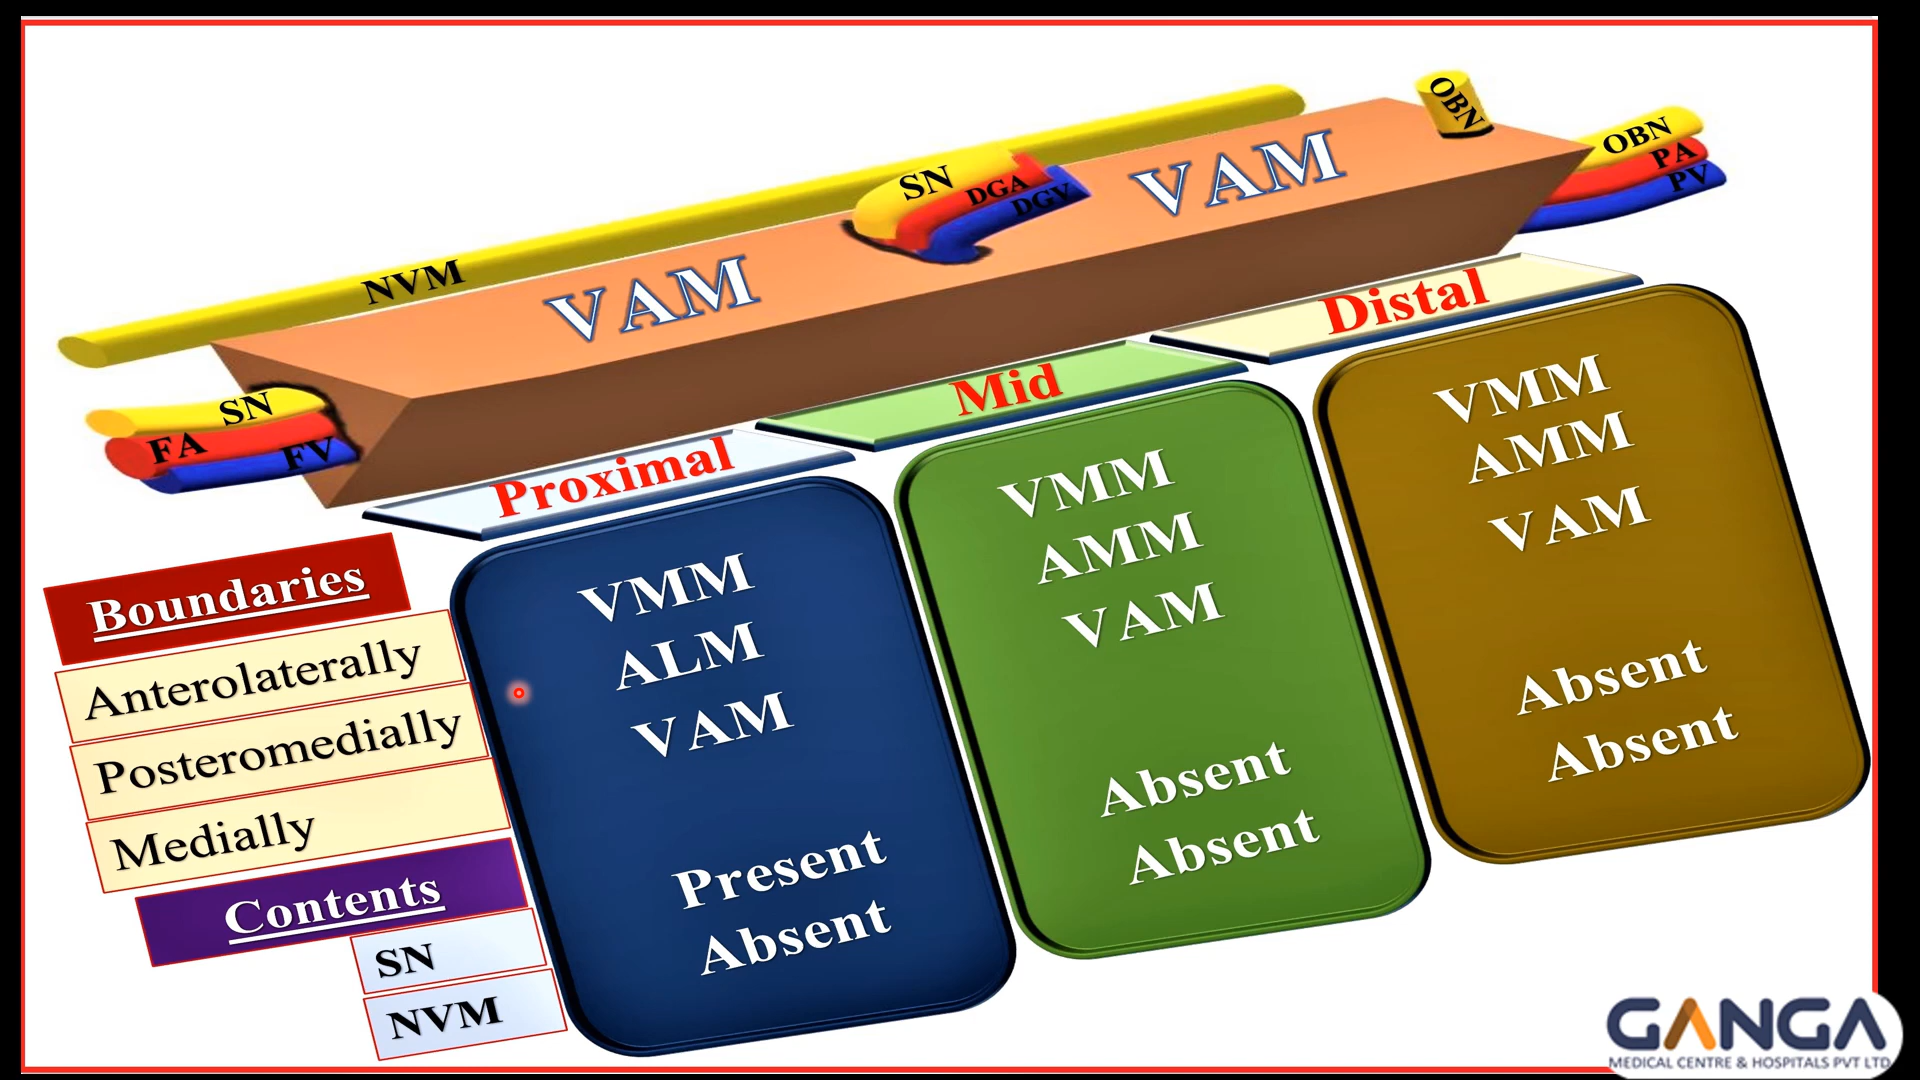 OBN
OBN
PA
PV
SN
DGA
DGV
VAM
NVM
VAM
SN
FA
FV
Distal
Mid
Proximal
Boundaries
Anterolaterally
Posteromedially
Medially
Contents
SN
NVM
VMM
ALM
VAM
Present
Absent
VMM
AMM
VAM
Absent
Absent
VMM
AMM
VAM
Absent
Absent
GANGA
MEDICAL CENTRE & HOSPITALS PVT LTD